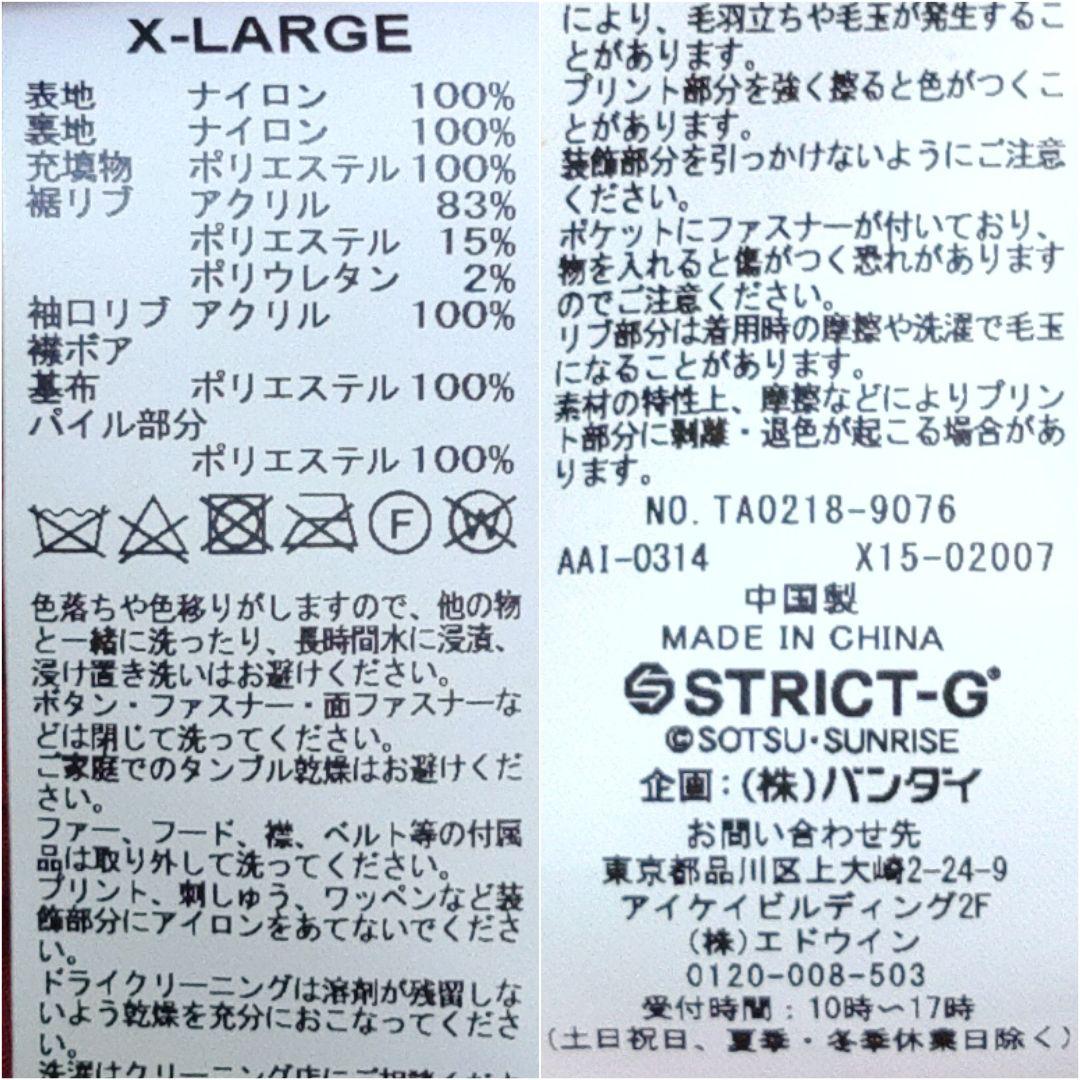 X-LARGE
表地 ナイロン 100%
裏地 ナイロン 100%
充填物 ポリエステル 100%
裾リブ アクリル 83%
ポリエステル 15%
ポリウレタン 2%
袖口リブ アクリル 100%
襟ボア
基布 ポリエステル 100%
パイル部分
ポリエステル 100%
F W
色落ちや色移りがしますので、他の物
と一緒に洗ったり、長時間水に浸漬、
浸け置き洗いはお避けください。
ボタン・ファスナー・面ファスナーな
どは閉じて洗ってください。
ご家庭でのタンブル乾燥はお避けくだ
さい。
ファー、フード、襟、ベルト等の付属
品は取り外して洗ってください。
プリント、刺しゅう、ワッペンなど装
飾部分にアイロンをあてないでくださ
い。
ドライクリーニングは溶剤が残留しな
いよう乾燥を充分におこなってくださ
い。
洗濯はクリーニング店にご相談ください
により、毛羽立ちや毛玉が発生するこ
とがあります。
プリント部分を強く擦ると色がつくこ
とがあります。
装飾部分を引っかけないようにご注意
ください。
ポケットにファスナーが付いており、
物を入れると傷がつく恐れがあります
のでご注意ください。
リブ部分は着用時の摩擦や洗濯で毛玉
になることがあります。
素材の特性上、摩擦などによりプリン
ト部分に剥離・退色が起こる場合があ
ります。
NO. TA0218-9076
AAI-0314 X15-02007
中国製
MADE IN CHINA
STRICT-G®
©SOTSU・SUNRISE
企画:(株)バンダイ
お問い合わせ先
東京都品川区上大崎2-24-9
アイケイビルディング2F
(株)エドウイン
0120-008-503
受付時間:10時〜17時
(土日祝日、夏季・冬季休業日除く)